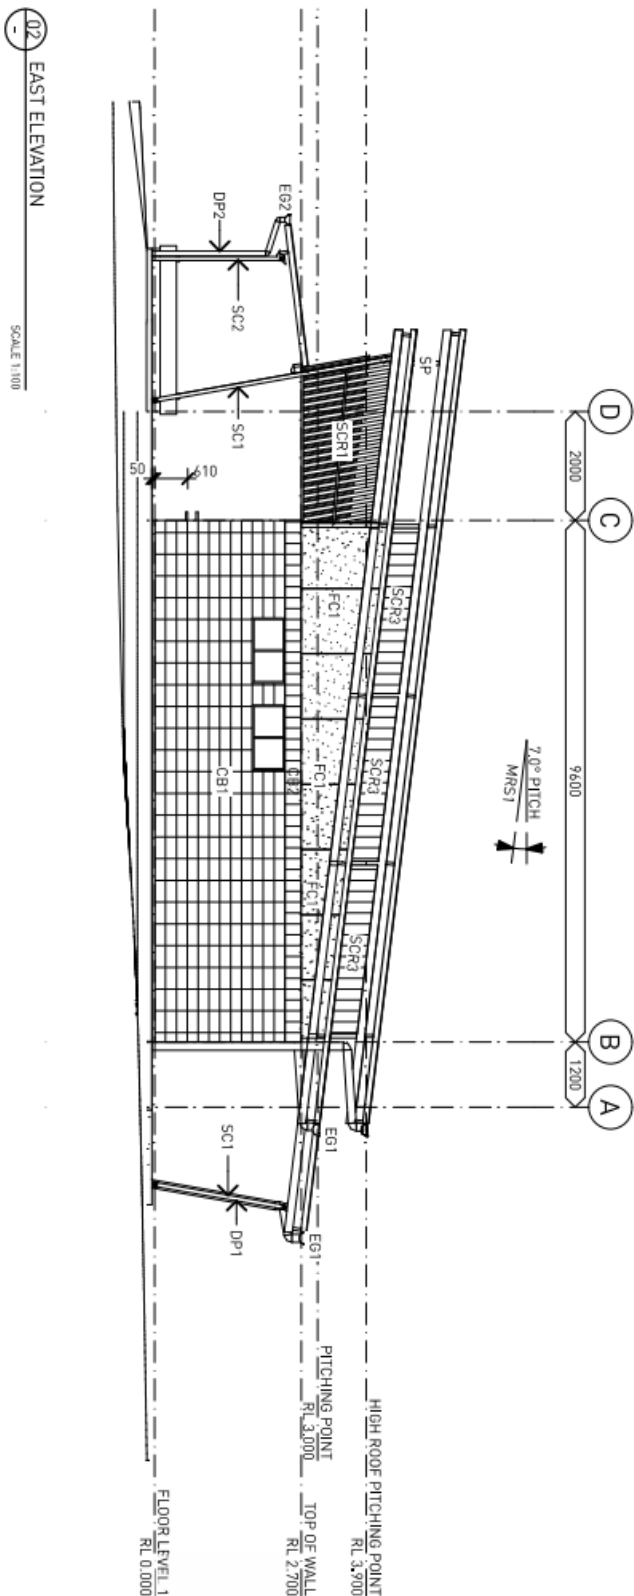 D
C
B
A
2000
9600
1200
7.0° PITCH
MRS1
SP
SCR3
SCR3
SCR3
SCR1
FC1
FC1
FC1
EG2
DP2
SC2
SC1
610
50
CB2
CB1
EG1
EG1
SC1
DP1
HIGH ROOF PITCHING POINT
RL 3.900
PITCHING POINT
RL 3.000
TOP OF WALL
RL 2.700
FLOOR LEVEL 1
RL 0.000
02
-
EAST ELEVATION
SCALE 1:100